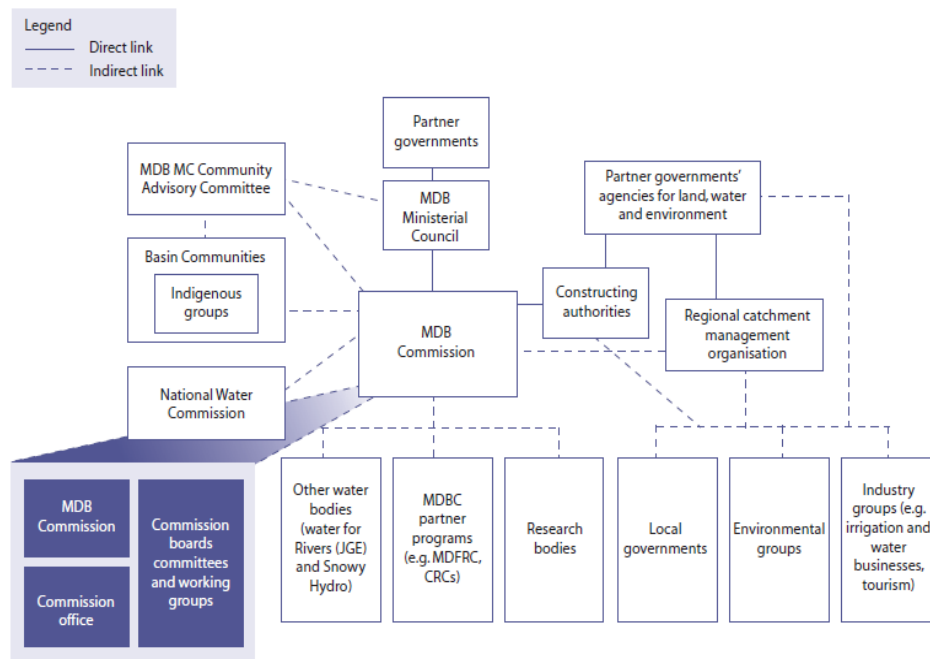 Legend
Direct link
Indirect link
Partner
governments
MDB MC Community
Advisory Committee
MDB
Ministerial
Council
Partner governments'
agencies for land, water
and environment
Basin Communities
Indigenous
groups
MDB
Commission
Constructing
authorities
Regional catchment
management
organisation
National Water
Commission
MDB
Commission
Commission
office
Commission
boards
committees
and working
groups
Other water
bodies
(water for
Rivers (JGE)
and Snowy
Hydro)
MDBC
partner
programs
(e.g. MDFRC,
CRCs)
Research
bodies
Local
governments
Environmental
groups
Industry
groups (e.g.
irrigation and
water
businesses,
tourism)